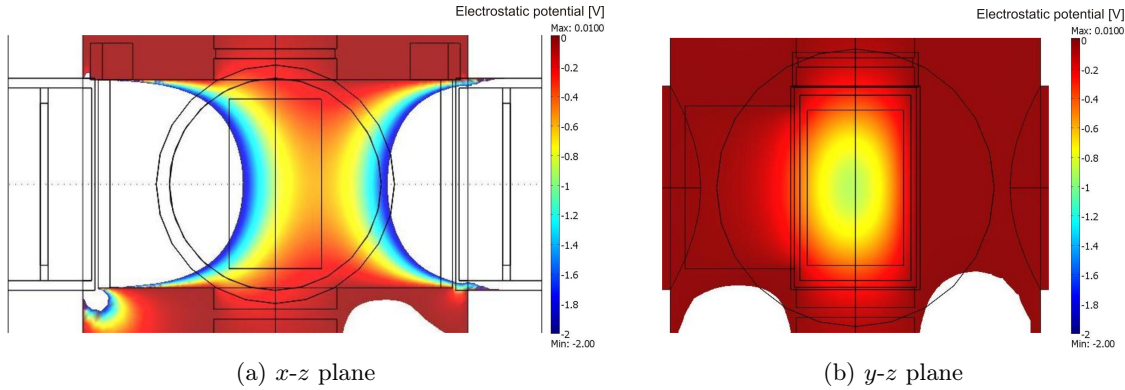 Electrostatic potential [V]
Max: 0.0100
0
-0.2
-0.4
-0.6
-0.8
-1
-1.2
-1.4
-1.6
-1.8
-2
Min: -2.00
(a) x-z plane
Electrostatic potential [V]
Max: 0.0100
0
-0.2
-0.4
-0.6
-0.8
-1
-1.2
-1.4
-1.6
-1.8
-2
Min: -2.00
(b) y-z plane